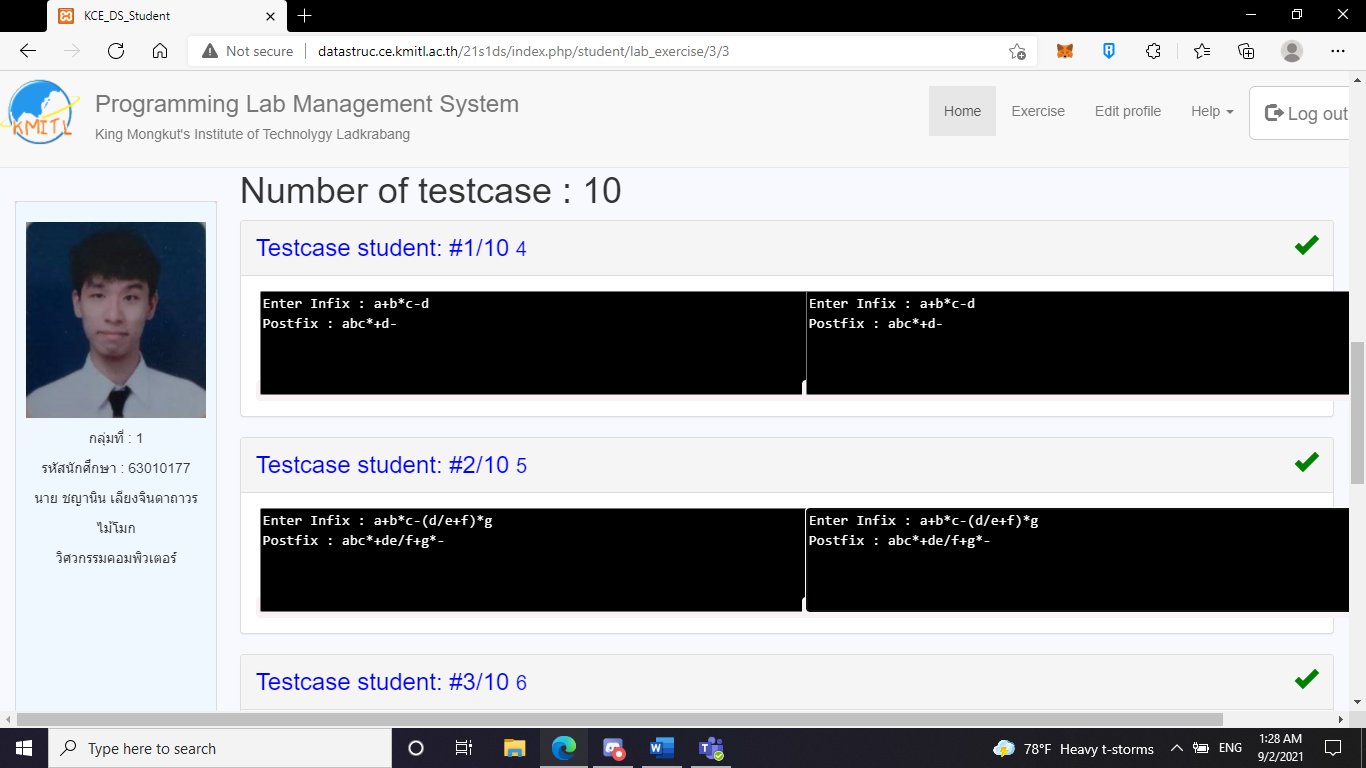 KCE_DS_Student
Not secure
datastruc.ce.kmitl.ac.th/21s1ds/index.php/student/lab_exercise/3/3
KMITL
Programming Lab Management System
King Mongkut's Institute of Technolygy Ladkrabang
Home
Exercise
Edit profile
Help
Log out
กลุ่มที่ : 1
รหัสนักศึกษา : 63010177
นาย ชญานิน เลียงจินดาถาวร
ไม้โมก
วิศวกรรมคอมพิวเตอร์
Number of testcase : 10
Testcase student: #1/10 4
Enter Infix : a+b*c-d
Postfix : abc*+d-
Enter Infix : a+b*c-d
Postfix : abc*+d-
Testcase student: #2/10 5
Enter Infix : a+b*c-(d/e+f)*g
Postfix : abc*+de/f+g*-
Enter Infix : a+b*c-(d/e+f)*g
Postfix : abc*+de/f+g*-
Testcase student: #3/10 6
Type here to search
78°F Heavy t-storms
ENG
1:28 AM
9/2/2021